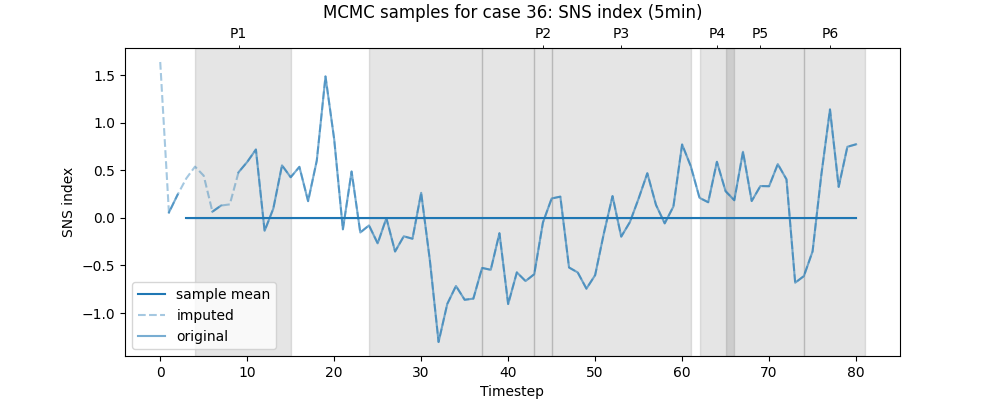 MCMC samples for case 36: SNS index (5min)
P1 P2 P3 P4 P5 P6
1.5
1.0
0.5
0.0
−0.5
−1.0
SNS index
sample mean
imputed
original
0 10 20 30 40 50 60 70 80
Timestep